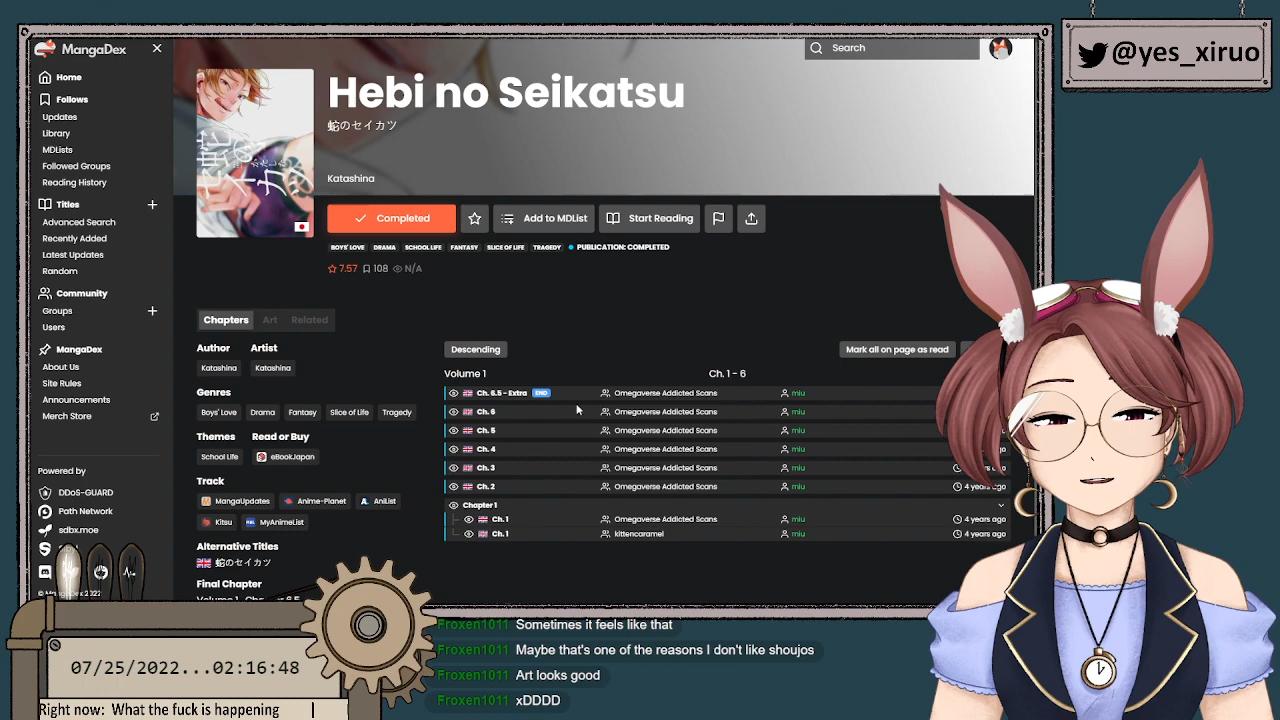 MangaDex
Home
Follows
Updates
Library
MDLists
Followed Groups
Reading History
Titles
Advanced Search
Recently Added
Latest Updates
Random
Community
Groups
Users
MangaDex
About Us
Site Rules
Announcements
Merch Store
Powered by
DDoS-GUARD
Path Network
sdbx.moe
Search
Hebi no Seikatsu
蛇のセイカツ
Katashina
Completed
Add to MDList
Start Reading
BOYS' LOVE DRAMA SCHOOL LIFE FANTASY SLICE OF LIFE TRAGEDY PUBLICATION: COMPLETED
7.57 108 N/A
Chapters Art Related
Author Artist
Katashina Katashina
Genres
Boys' Love Drama Fantasy Slice of Life Tragedy
Themes Read or Buy
School Life eBookJapan
Track
MangaUpdates Anime-Planet AniList
Kitsu MyAnimeList
Alternative Titles
蛇のセイカツ
Final Chapter
Descending
Mark all on page as read
Volume 1 Ch. 1 - 6
Ch. 6.5 - Extra END Omegaverse Addicted Scans miu
Ch. 6 Omegaverse Addicted Scans miu
Ch. 5 Omegaverse Addicted Scans miu
Ch. 4 Omegaverse Addicted Scans miu
Ch. 3 Omegaverse Addicted Scans miu
Ch. 2 Omegaverse Addicted Scans miu 4 years ago
Chapter 1
Ch. 1 Omegaverse Addicted Scans miu 4 years ago
Ch. 1 kittencaramel miu 4 years ago
@yes_xiruo
07/25/2022...02:16:48
Right now: What the fuck is happening
Froxen1011 Sometimes it feels like that
Froxen1011 Maybe that's one of the reasons I don't like shoujos
Froxen1011 Art looks good
Froxen1011 xDDDD